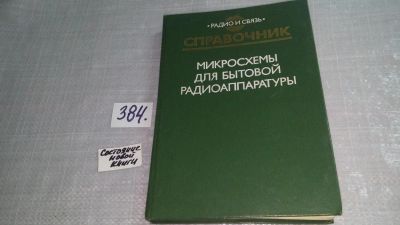 • РАДИО И СВЯЗЬ •
СПРАВОЧНИК
МИКРОСХЕМЫ
ДЛЯ БЫТОВОЙ
РАДИОАППАРАТУРЫ
384.
Состояние
новой
книги